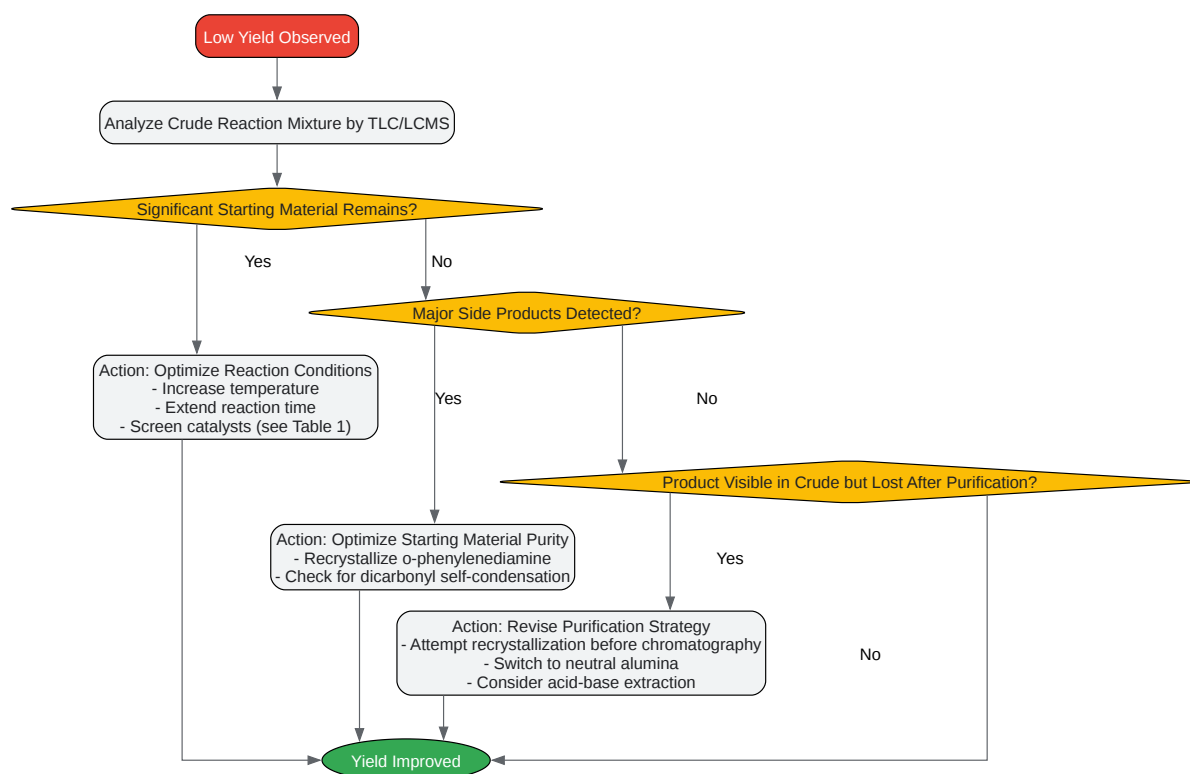 Low Yield Observed
Analyze Crude Reaction Mixture by TLC/LCMS
Significant Starting Material Remains?
Yes
No
Major Side Products Detected?
Action: Optimize Reaction Conditions
- Increase temperature
- Extend reaction time
- Screen catalysts (see Table 1)
Yes
No
Product Visible in Crude but Lost After Purification?
Action: Optimize Starting Material Purity
- Recrystallize o-phenylenediamine
- Check for dicarbonyl self-condensation
Yes
No
Action: Revise Purification Strategy
- Attempt recrystallization before chromatography
- Switch to neutral alumina
- Consider acid-base extraction
Yield Improved